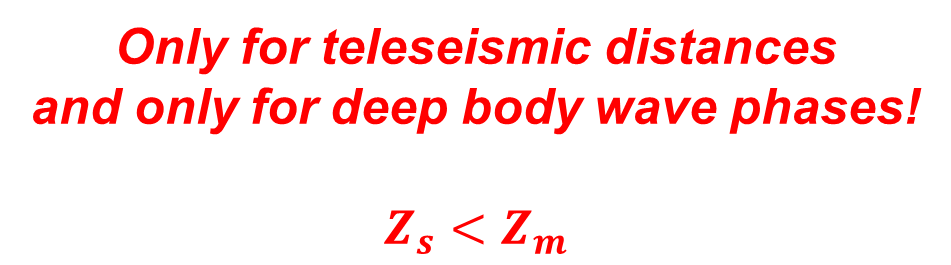 Only for teleseismic distances
and only for deep body wave phases!
Zₛ < Zₘ